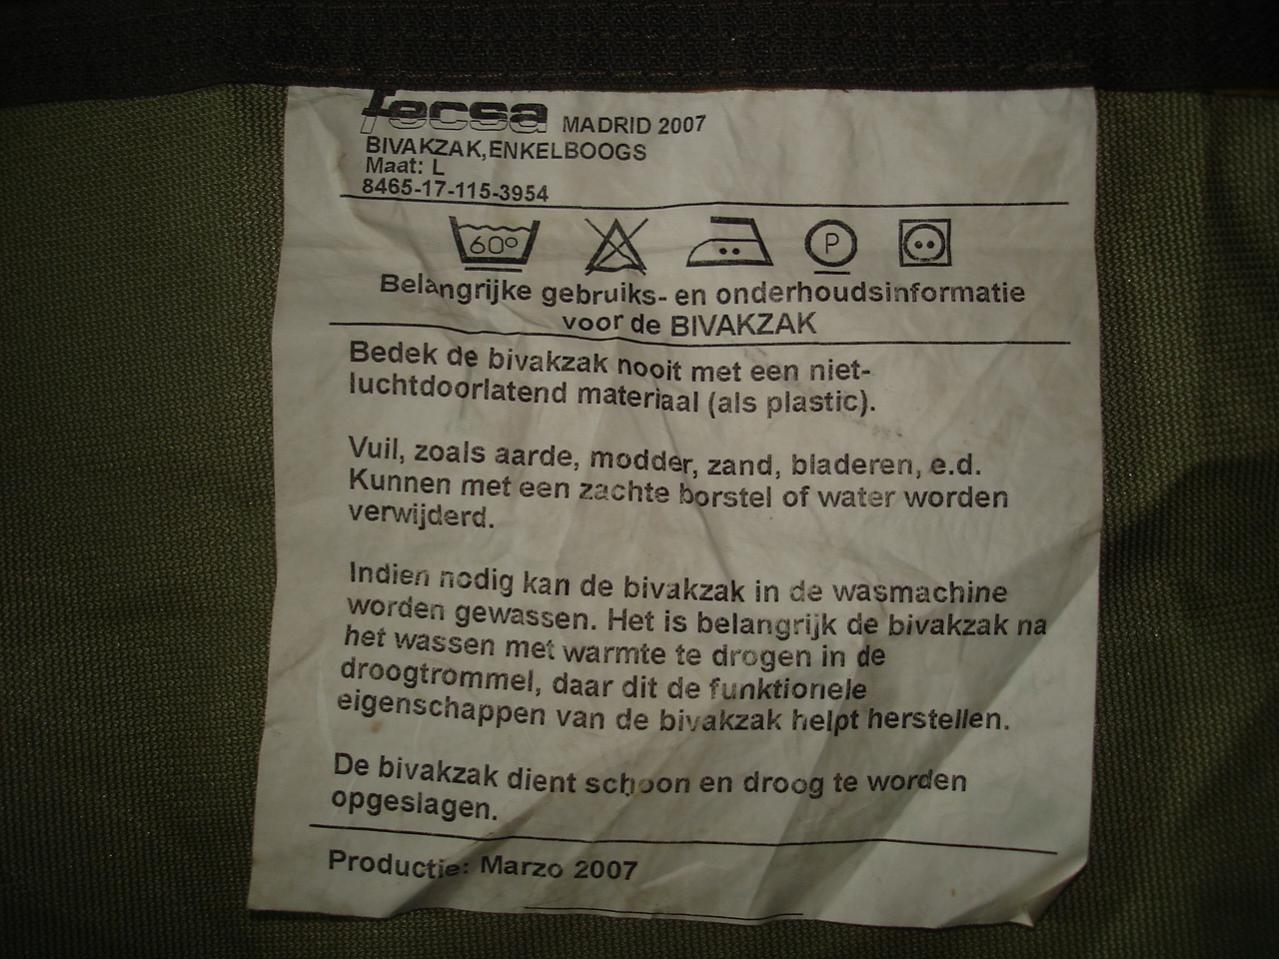 fecsa MADRID 2007
BIVAKZAK,ENKELBOOGS
Maat: L
8465-17-115-3954
60° P
Belangrijke gebruiks- en onderhoudsinformatie
voor de BIVAKZAK
Bedek de bivakzak nooit met een niet-
luchtdoorlatend materiaal (als plastic).
Vuil, zoals aarde, modder, zand, bladeren, e.d.
Kunnen met een zachte borstel of water worden
verwijderd.
Indien nodig kan de bivakzak in de wasmachine
worden gewassen. Het is belangrijk de bivakzak na
het wassen met warmte te drogen in de
droogtrommel, daar dit de funktionele
eigenschappen van de bivakzak helpt herstellen.
De bivakzak dient schoon en droog te worden
opgeslagen.
Productie: Marzo 2007